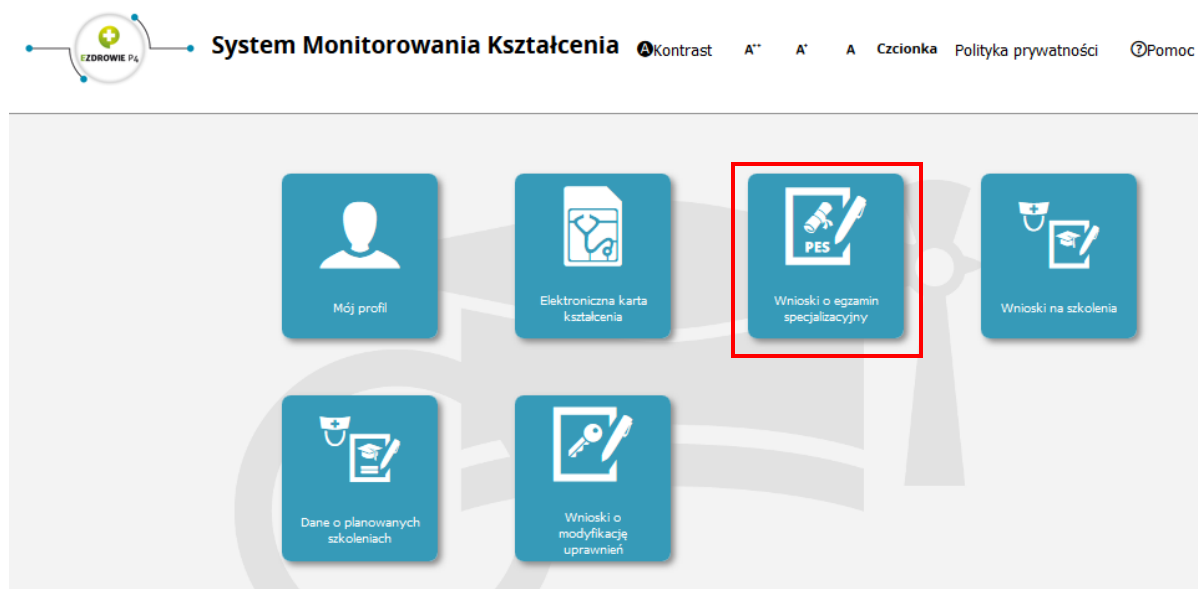 EZDROWIE P4
System Monitorowania Kształcenia
AKontrast
A++
A+
A
Czcionka
Polityka prywatności
?Pomoc
Mój profil
Elektroniczna karta
kształcenia
PES
Wnioski o egzamin
specjalizacyjny
Wnioski na szkolenia
Dane o planowanych
szkoleniach
Wnioski o
modyfikację
uprawnień